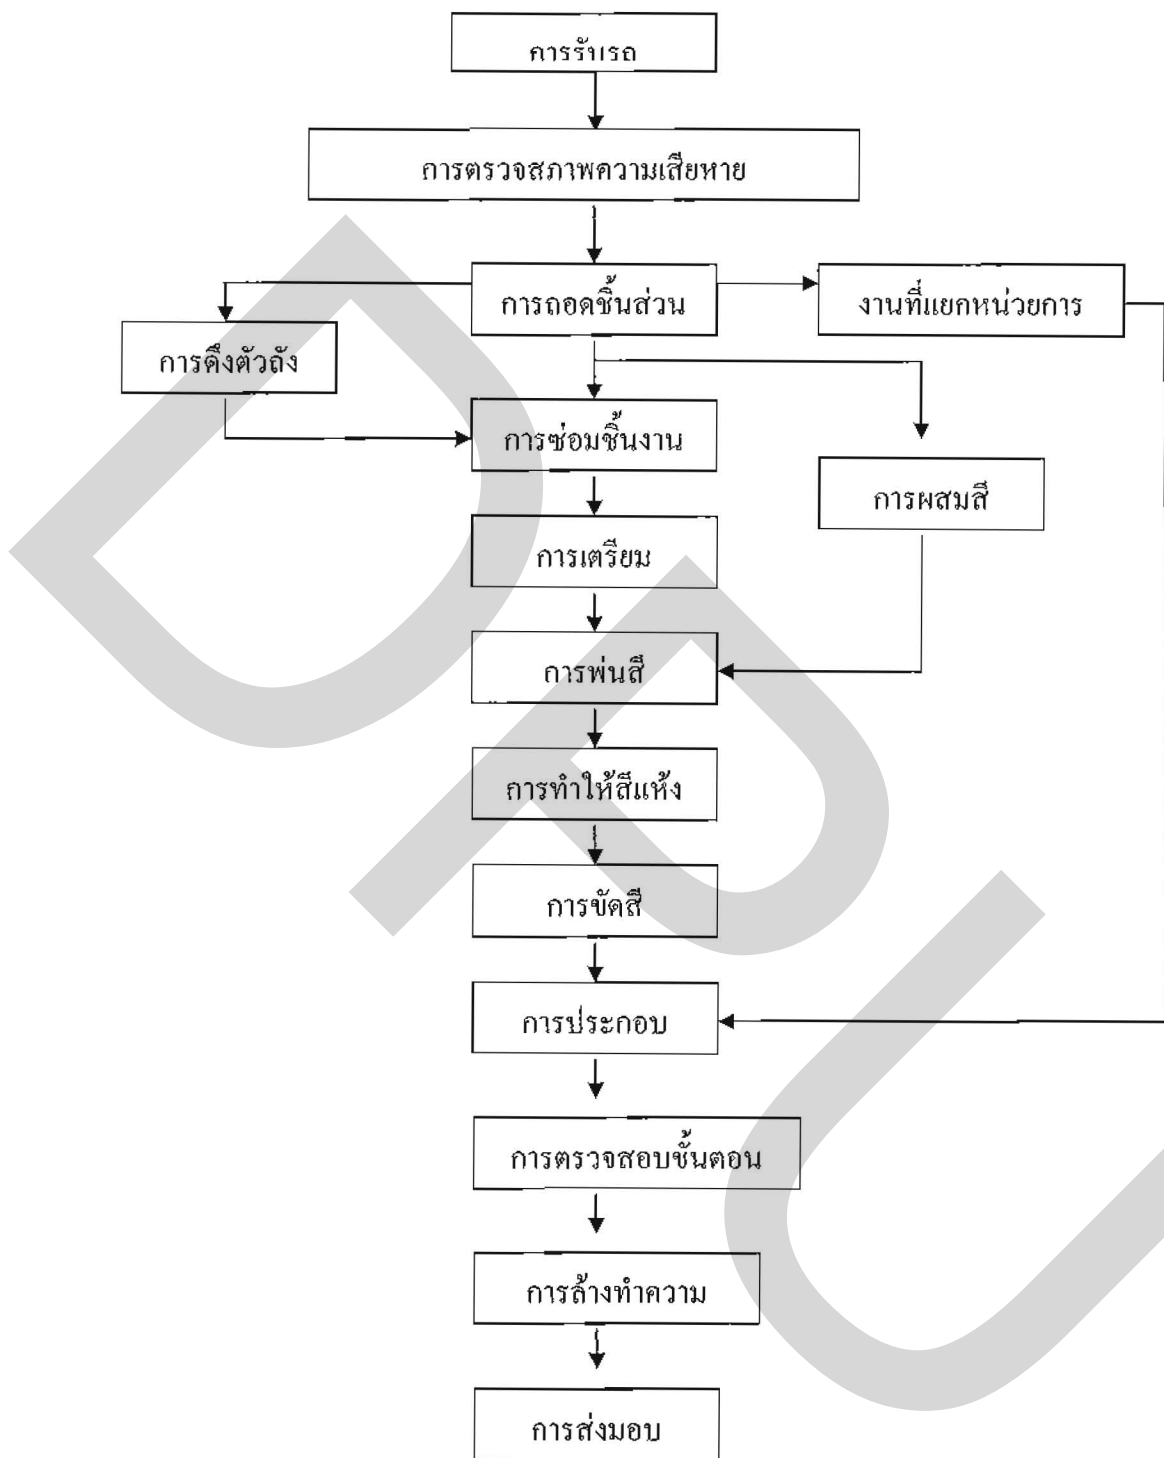 การรับรถ
การตรวจสภาพความเสียหาย
การถอดชิ้นส่วน
งานที่แยกหน่วยการ
การดึงตัวถัง
การซ่อมชิ้นงาน
การผสมสี
การเตรียม
การพ่นสี
การทำให้สีแห้ง
การขัดสี
การประกอบ
การตรวจสอบขั้นตอน
การล้างทำความ
การส่งมอบ
DPU